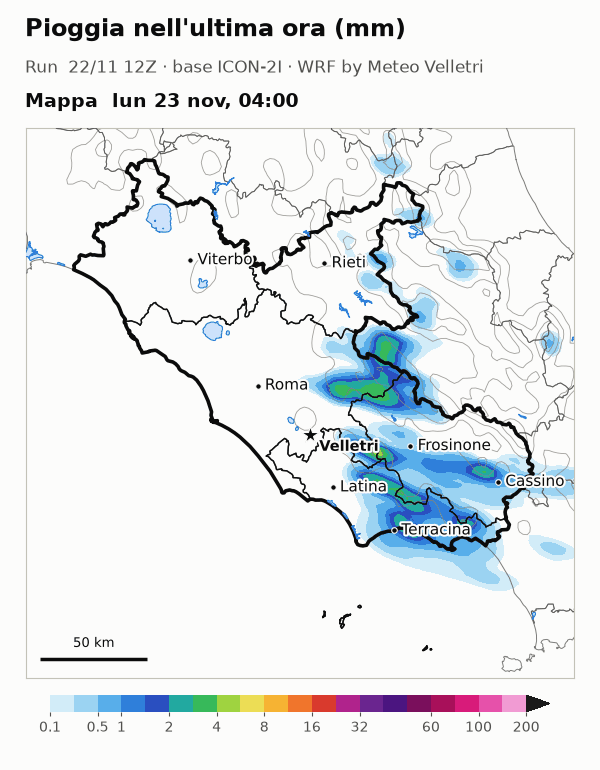 Pioggia nell'ultima ora (mm)
Run 22/11 12Z · base ICON-2I · WRF by Meteo Velletri
Mappa lun 23 nov, 04:00
Viterbo
Rieti
Roma
Velletri
Frosinone
Latina
Cassino
Terracina
50 km
0.1 0.5 1 2 4 8 16 32 60 100 200